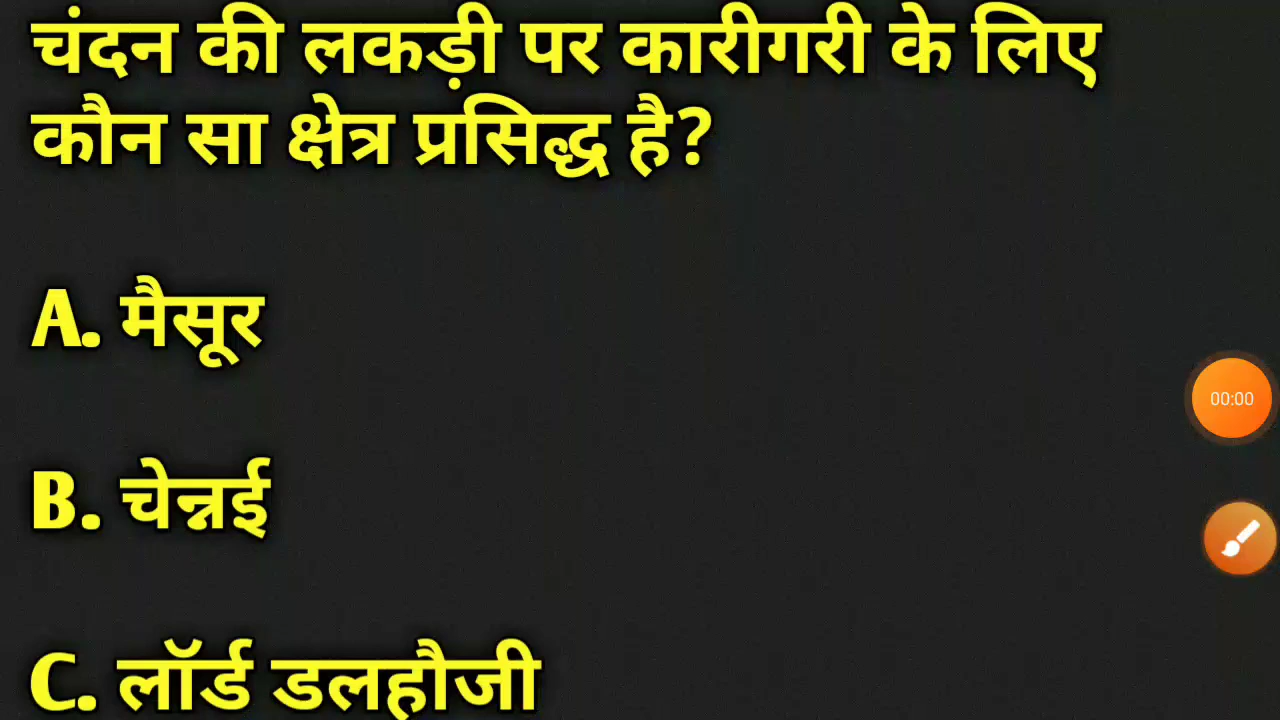 चंदन की लकड़ी पर कारीगरी के लिए
कौन सा क्षेत्र प्रसिद्ध है?
A. मैसूर
B. चेन्नई
00:00
C. लॉर्ड डलहौजी